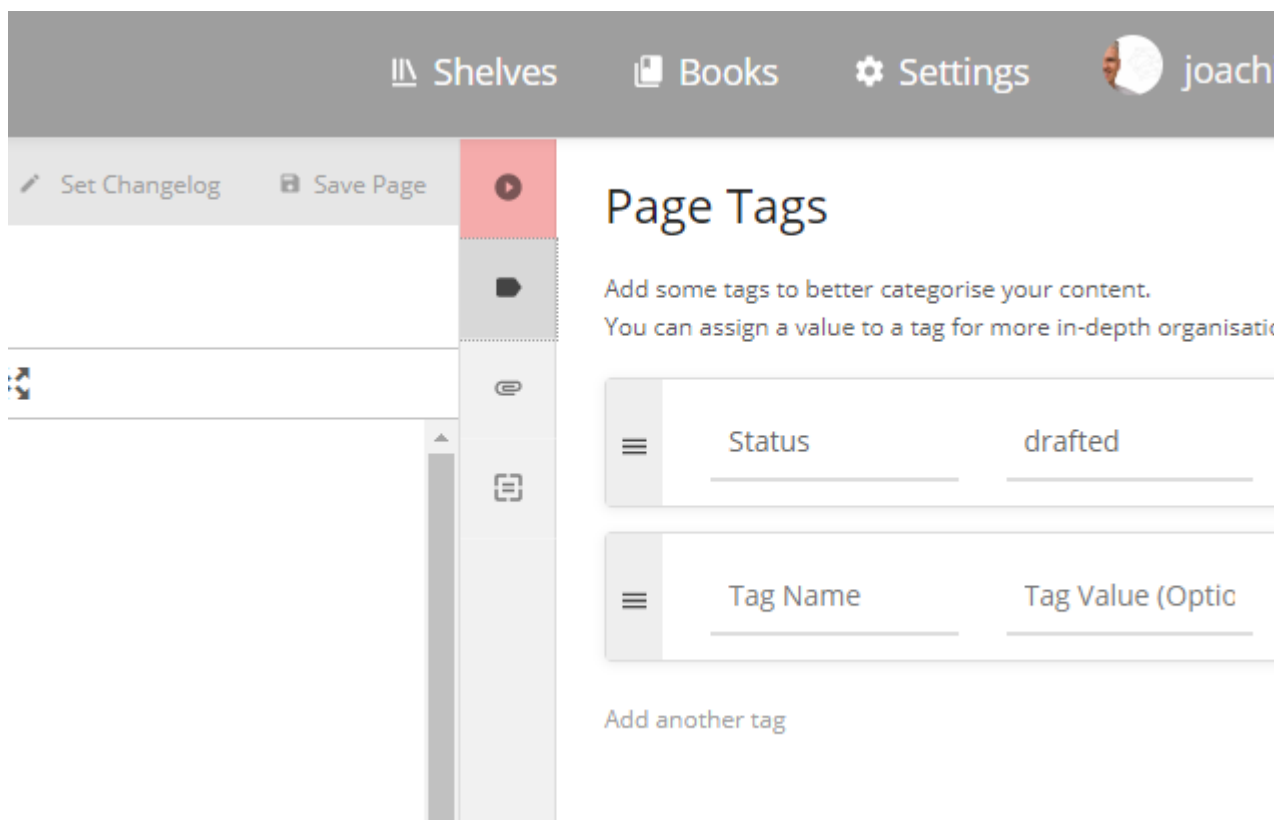 Shelves Books Settings joach
Set Changelog Save Page
Page Tags
Add some tags to better categorise your content.
You can assign a value to a tag for more in-depth organisatio
Status drafted
Tag Name Tag Value (Optio
Add another tag